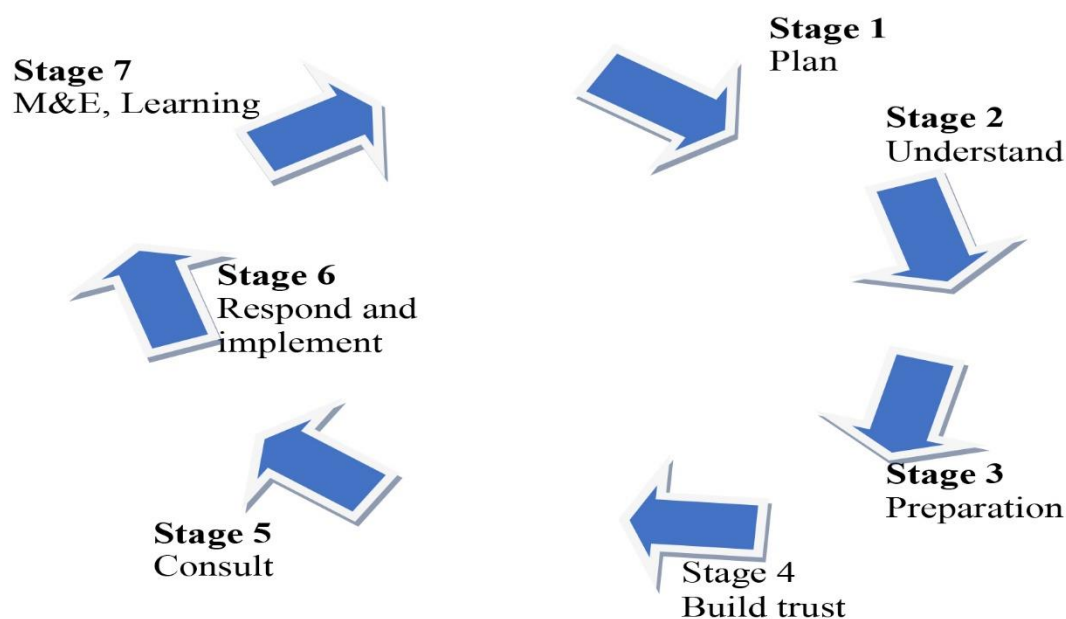 Stage 1
Plan
Stage 2
Understand
Stage 3
Preparation
Stage 4
Build trust
Stage 5
Consult
Stage 6
Respond and
implement
Stage 7
M&E, Learning